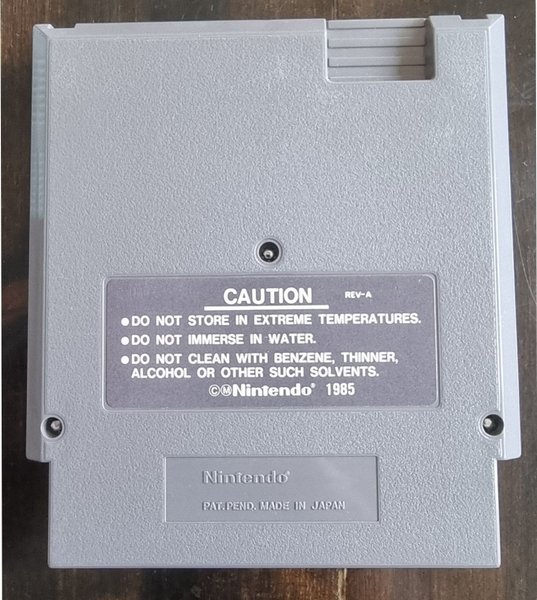 CAUTION REV-A
●DO NOT STORE IN EXTREME TEMPERATURES.
●DO NOT IMMERSE IN WATER.
●DO NOT CLEAN WITH BENZENE, THINNER,
ALCOHOL OR OTHER SUCH SOLVENTS.
©ⓂNintendo® 1985
Nintendo®
PAT.PEND. MADE IN JAPAN